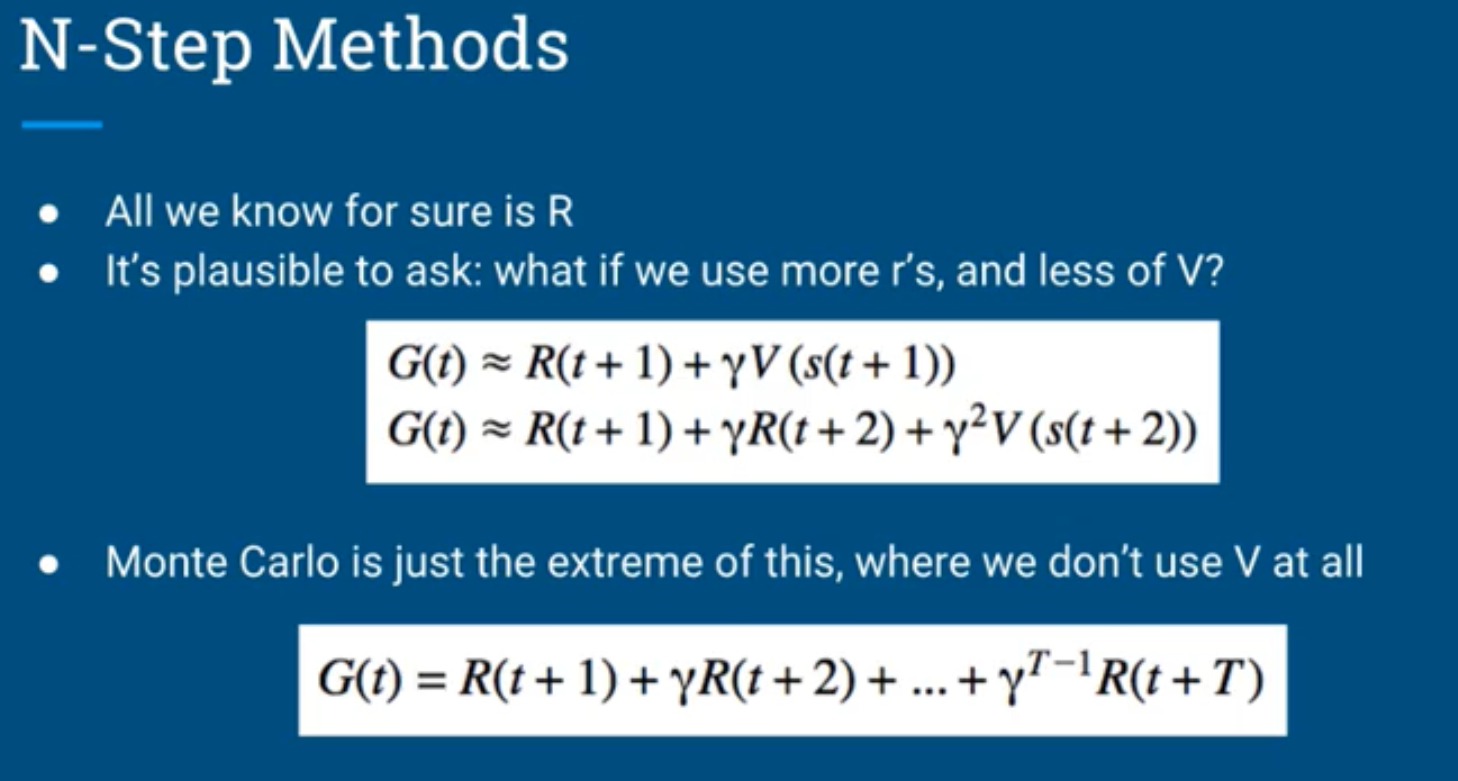 N-Step Methods
● All we know for sure is R
● It's plausible to ask: what if we use more r's, and less of V?
G(t) ≈ R(t + 1) + γV (s(t + 1))
G(t) ≈ R(t + 1) + γR(t + 2) + γ²V (s(t + 2))
● Monte Carlo is just the extreme of this, where we don't use V at all
G(t) = R(t + 1) + γR(t + 2) + ... + γᵀ⁻¹R(t + T)